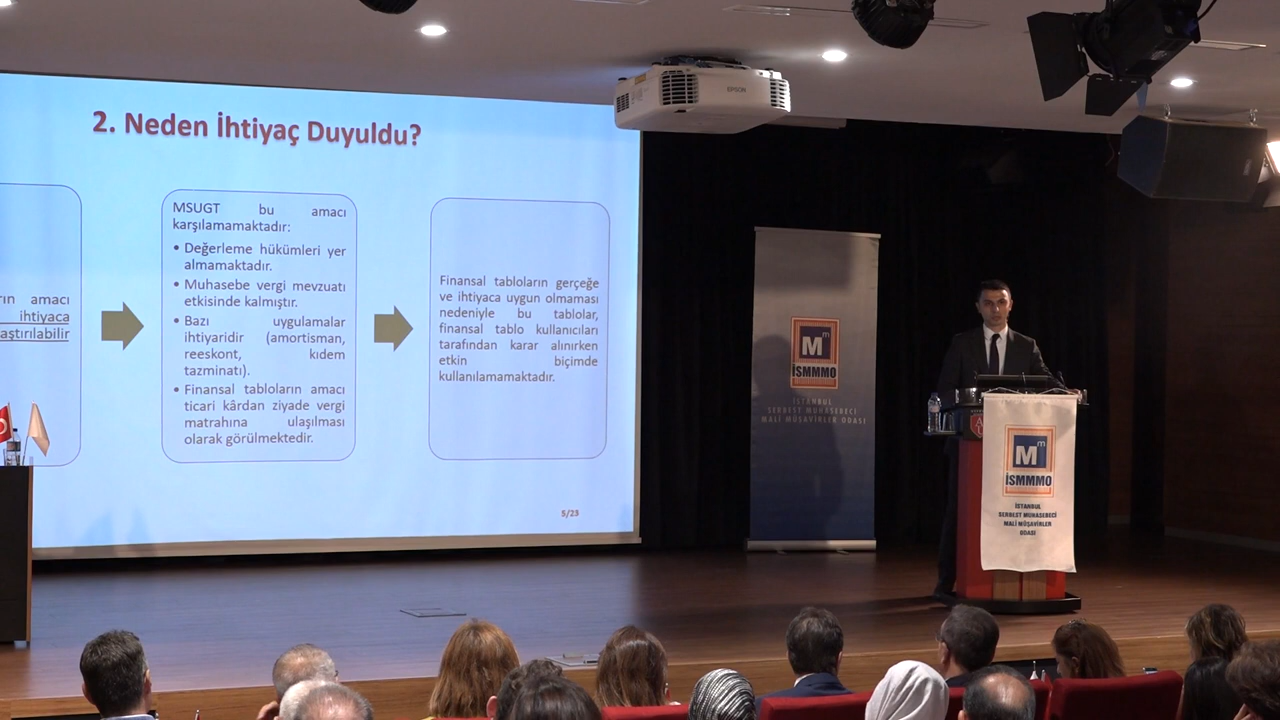 EPSON
2. Neden İhtiyaç Duyuldu?
amacı
ihtiyaca
MSUGT bu amacı
karşılamamaktadır:
• Değerleme hükümleri yer
almamaktadır.
• Muhasebe vergi mevzuatı
etkisinde kalmıştır.
• Bazı uygulamalar
ihtiyaridir (amortisman,
reeskont, kıdem
tazminatı).
• Finansal tabloların amacı
ticari kârdan ziyade vergi
matrahına ulaşılması
olarak görülmektedir.
Finansal tabloların gerçeğe
ve ihtiyaca uygun olmaması
nedeniyle bu tablolar,
finansal tablo kullanıcıları
tarafından karar alınırken
etkin biçimde
kullanılamamaktadır.
5/25
Mm
İSMMMO
İSTANBUL
SERBEST MUHASEBECİ
MALİ MÜŞAVİRLER ODASI
Mm
İSMMMO
İSTANBUL
SERBEST MUHASEBECİ
MALİ MÜŞAVİRLER
ODASI